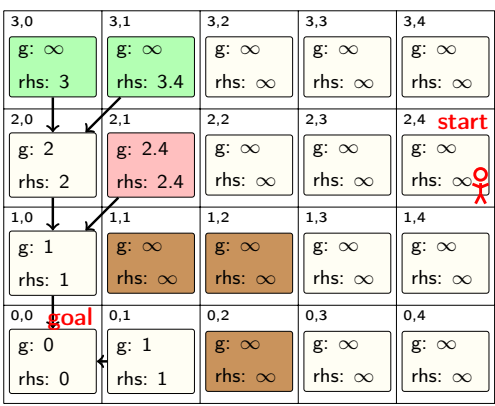 3,0 3,1 3,2 3,3 3,4
g: ∞ g: ∞ g: ∞ g: ∞ g: ∞
rhs: 3 rhs: 3.4 rhs: ∞ rhs: ∞ rhs: ∞
2,0 2,1 2,2 2,3 2,4 start
g: 2 g: 2.4 g: ∞ g: ∞ g: ∞
rhs: 2 rhs: 2.4 rhs: ∞ rhs: ∞ rhs: ∞
1,0 1,1 1,2 1,3 1,4
g: 1 g: ∞ g: ∞ g: ∞ g: ∞
rhs: 1 rhs: ∞ rhs: ∞ rhs: ∞ rhs: ∞
0,0 goal 0,1 0,2 0,3 0,4
g: 0 g: 1 g: ∞ g: ∞ g: ∞
rhs: 0 rhs: 1 rhs: ∞ rhs: ∞ rhs: ∞